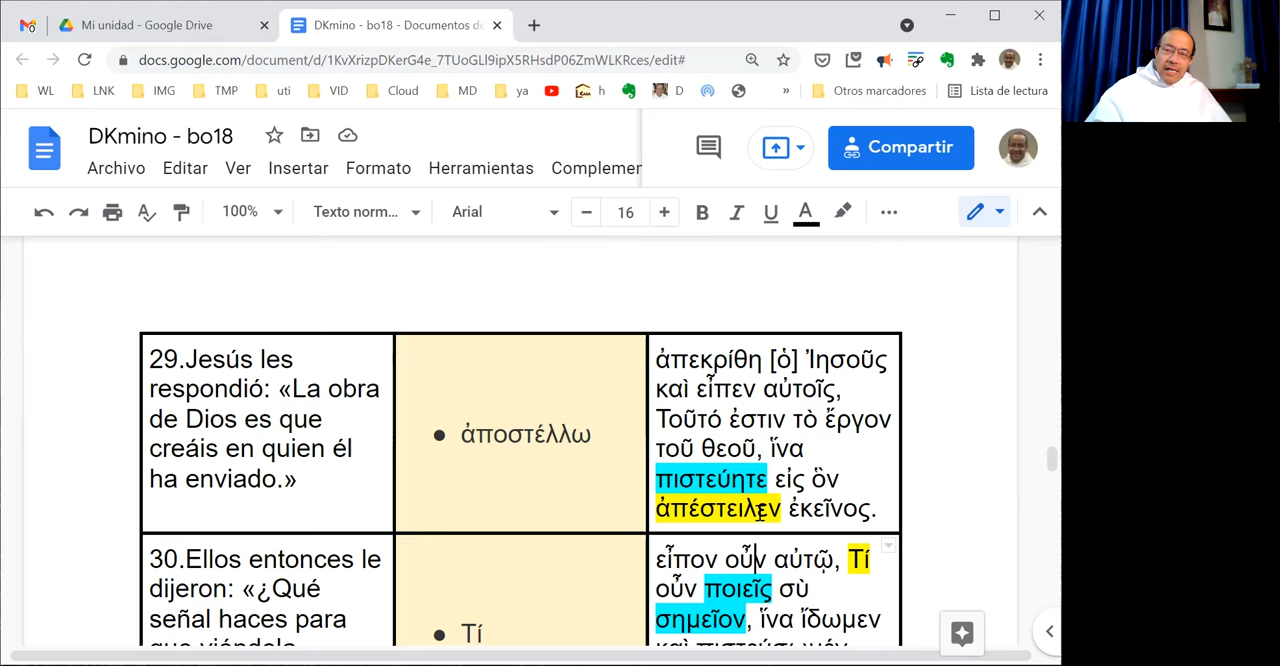 Mi unidad - Google Drive
DKmino - bo18 - Documentos de
docs.google.com/document/d/1KvXrizpDKerG4e_7TUoGLl9ipX5RHsdP06ZmWLKRces/edit#
WL
LNK
IMG
TMP
uti
VID
Cloud
MD
ya
h
D
»
Otros marcadores
Lista de lectura
DKmino - bo18
Archivo Editar Ver Insertar Formato Herramientas Complemen
Compartir
100% Texto norm... Arial − 16 + B I U A
29.Jesús les
respondió: «La obra
de Dios es que
creáis en quien él
ha enviado.»
● ἀποστέλλω
ἀπεκρίθη [ὁ] Ἰησοῦς
καὶ εἶπεν αὐτοῖς,
Τοῦτό ἐστιν τὸ ἔργον
τοῦ θεοῦ, ἵνα
πιστεύητε εἰς ὃν
ἀπέστειλεν ἐκεῖνος.
30.Ellos entonces le
dijeron: «¿Qué
señal haces para
que viéndola
● Τί
εἶπον οὖν αὐτῷ, Τί
οὖν ποιεῖς σὺ
σημεῖον, ἵνα ἴδωμεν
καὶ πιστεύσωμέν